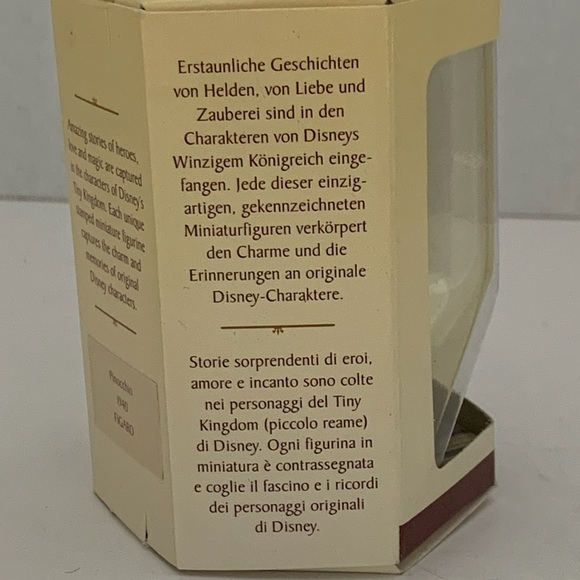 Amazing stories of heroes,
love and magic are captured
in the characters of Disney's
Tiny Kingdom. Each unique
stamped miniature figurine
captures the charm and
memories of original
Disney characters.
Pinocchio
1940
FIGARO
Erstaunliche Geschichten
von Helden, von Liebe und
Zauberei sind in den
Charakteren von Disneys
Winzigem Königreich einge-
fangen. Jede dieser einzig-
artigen, gekennzeichneten
Miniaturfiguren verkörpert
den Charme und die
Erinnerungen an originale
Disney-Charaktere.
Storie sorprendenti di eroi,
amore e incanto sono colte
nei personaggi del Tiny
Kingdom (piccolo reame)
di Disney. Ogni figurina in
miniatura è contrassegnata
e coglie il fascino e i ricordi
dei personaggi originali
di Disney.